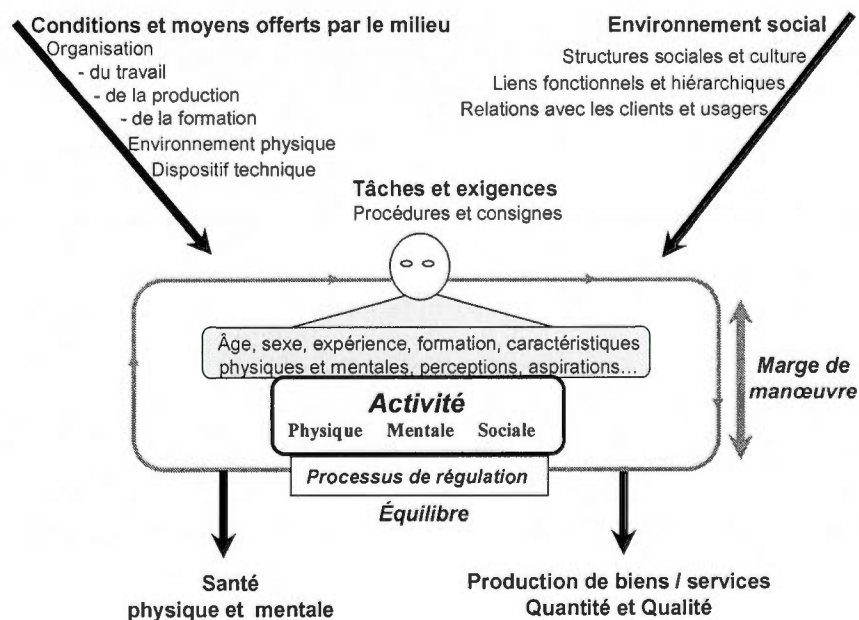 Conditions et moyens offerts par le milieu
Organisation
- du travail
- de la production
- de la formation
Environnement physique
Dispositif technique
Environnement social
Structures sociales et culture
Liens fonctionnels et hiérarchiques
Relations avec les clients et usagers
Tâches et exigences
Procédures et consignes
Âge, sexe, expérience, formation, caractéristiques
physiques et mentales, perceptions, aspirations…
Activité
Physique Mentale Sociale
Processus de régulation
Équilibre
Marge de
manœuvre
Santé
physique et mentale
Production de biens / services
Quantité et Qualité